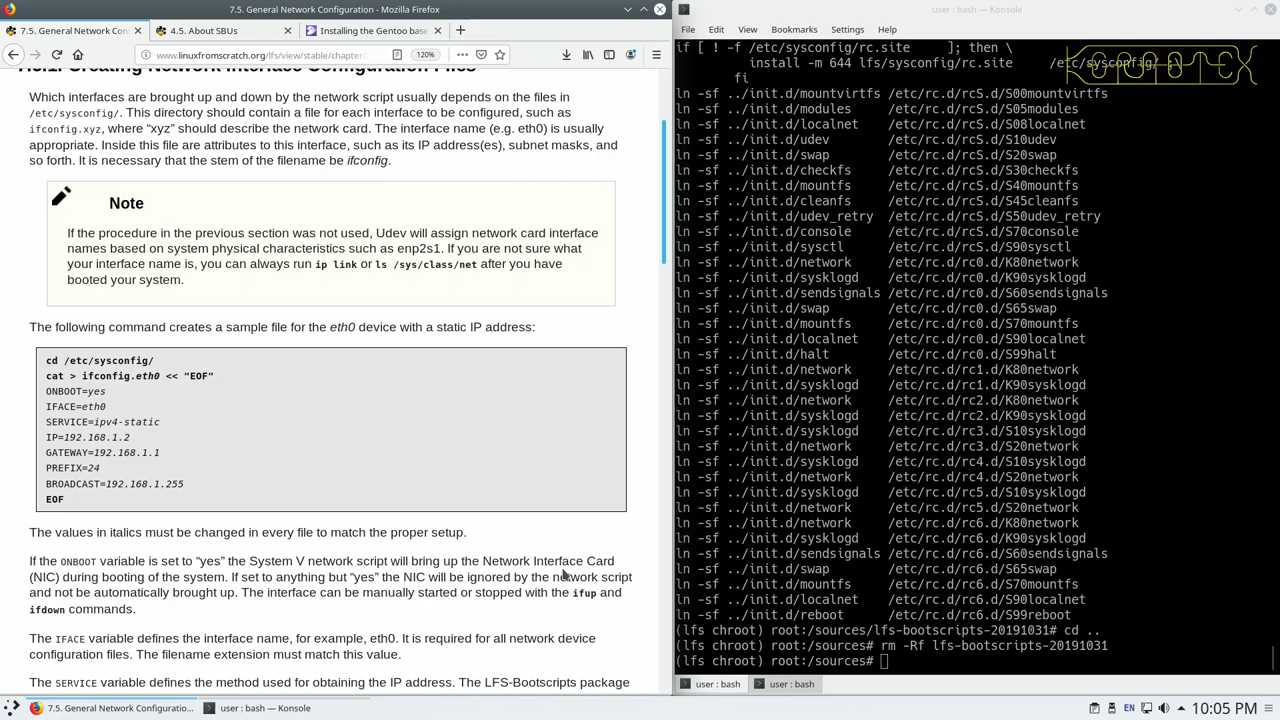 7.5. General Network Configuration - Mozilla Firefox
7.5. General Network Con
4.5. About SBUs
Installing the Gentoo base
www.linuxfromscratch.org/lfs/view/stable/chapter
120%
7.5.1. Creating Network Interface Configuration Files
Which interfaces are brought up and down by the network script usually depends on the files in
/etc/sysconfig/. This directory should contain a file for each interface to be configured, such as
ifconfig.xyz, where “xyz” should describe the network card. The interface name (e.g. eth0) is usually
appropriate. Inside this file are attributes to this interface, such as its IP address(es), subnet masks, and
so forth. It is necessary that the stem of the filename be ifconfig.
Note
If the procedure in the previous section was not used, Udev will assign network card interface
names based on system physical characteristics such as enp2s1. If you are not sure what
your interface name is, you can always run ip link or ls /sys/class/net after you have
booted your system.
The following command creates a sample file for the eth0 device with a static IP address:
cd /etc/sysconfig/
cat > ifconfig.eth0 << "EOF"
ONBOOT=yes
IFACE=eth0
SERVICE=ipv4-static
IP=192.168.1.2
GATEWAY=192.168.1.1
PREFIX=24
BROADCAST=192.168.1.255
EOF
The values in italics must be changed in every file to match the proper setup.
If the ONBOOT variable is set to “yes” the System V network script will bring up the Network Interface Card
(NIC) during booting of the system. If set to anything but “yes” the NIC will be ignored by the network script
and not be automatically brought up. The interface can be manually started or stopped with the ifup and
ifdown commands.
The IFACE variable defines the interface name, for example, eth0. It is required for all network device
configuration files. The filename extension must match this value.
The SERVICE variable defines the method used for obtaining the IP address. The LFS-Bootscripts package
user : bash — Konsole
File Edit View Bookmarks Settings Help
if [ ! -f /etc/sysconfig/rc.site ]; then \
install -m 644 lfs/sysconfig/rc.site /etc/sysconfig/ ;\
fi
ln -sf ../init.d/mountvirtfs /etc/rc.d/rcS.d/S00mountvirtfs
ln -sf ../init.d/modules /etc/rc.d/rcS.d/S05modules
ln -sf ../init.d/localnet /etc/rc.d/rcS.d/S08localnet
ln -sf ../init.d/udev /etc/rc.d/rcS.d/S10udev
ln -sf ../init.d/swap /etc/rc.d/rcS.d/S20swap
ln -sf ../init.d/checkfs /etc/rc.d/rcS.d/S30checkfs
ln -sf ../init.d/mountfs /etc/rc.d/rcS.d/S40mountfs
ln -sf ../init.d/cleanfs /etc/rc.d/rcS.d/S45cleanfs
ln -sf ../init.d/udev_retry /etc/rc.d/rcS.d/S50udev_retry
ln -sf ../init.d/console /etc/rc.d/rcS.d/S70console
ln -sf ../init.d/sysctl /etc/rc.d/rcS.d/S90sysctl
ln -sf ../init.d/network /etc/rc.d/rc0.d/K80network
ln -sf ../init.d/sysklogd /etc/rc.d/rc0.d/K90sysklogd
ln -sf ../init.d/sendsignals /etc/rc.d/rc0.d/S60sendsignals
ln -sf ../init.d/swap /etc/rc.d/rc0.d/S65swap
ln -sf ../init.d/mountfs /etc/rc.d/rc0.d/S70mountfs
ln -sf ../init.d/localnet /etc/rc.d/rc0.d/S90localnet
ln -sf ../init.d/halt /etc/rc.d/rc0.d/S99halt
ln -sf ../init.d/network /etc/rc.d/rc1.d/K80network
ln -sf ../init.d/sysklogd /etc/rc.d/rc1.d/K90sysklogd
ln -sf ../init.d/network /etc/rc.d/rc2.d/K80network
ln -sf ../init.d/sysklogd /etc/rc.d/rc2.d/K90sysklogd
ln -sf ../init.d/sysklogd /etc/rc.d/rc3.d/S10sysklogd
ln -sf ../init.d/network /etc/rc.d/rc3.d/S20network
ln -sf ../init.d/sysklogd /etc/rc.d/rc4.d/S10sysklogd
ln -sf ../init.d/network /etc/rc.d/rc4.d/S20network
ln -sf ../init.d/sysklogd /etc/rc.d/rc5.d/S10sysklogd
ln -sf ../init.d/network /etc/rc.d/rc5.d/S20network
ln -sf ../init.d/network /etc/rc.d/rc6.d/K80network
ln -sf ../init.d/sysklogd /etc/rc.d/rc6.d/K90sysklogd
ln -sf ../init.d/sendsignals /etc/rc.d/rc6.d/S60sendsignals
ln -sf ../init.d/swap /etc/rc.d/rc6.d/S65swap
ln -sf ../init.d/mountfs /etc/rc.d/rc6.d/S70mountfs
ln -sf ../init.d/localnet /etc/rc.d/rc6.d/S90localnet
ln -sf ../init.d/reboot /etc/rc.d/rc6.d/S99reboot
(lfs chroot) root:/sources/lfs-bootscripts-20191031# cd ..
(lfs chroot) root:/sources# rm -Rf lfs-bootscripts-20191031
(lfs chroot) root:/sources#
user : bash
user : bash
7.5. General Network Configuratio...
user : bash — Konsole
EN
10:05 PM